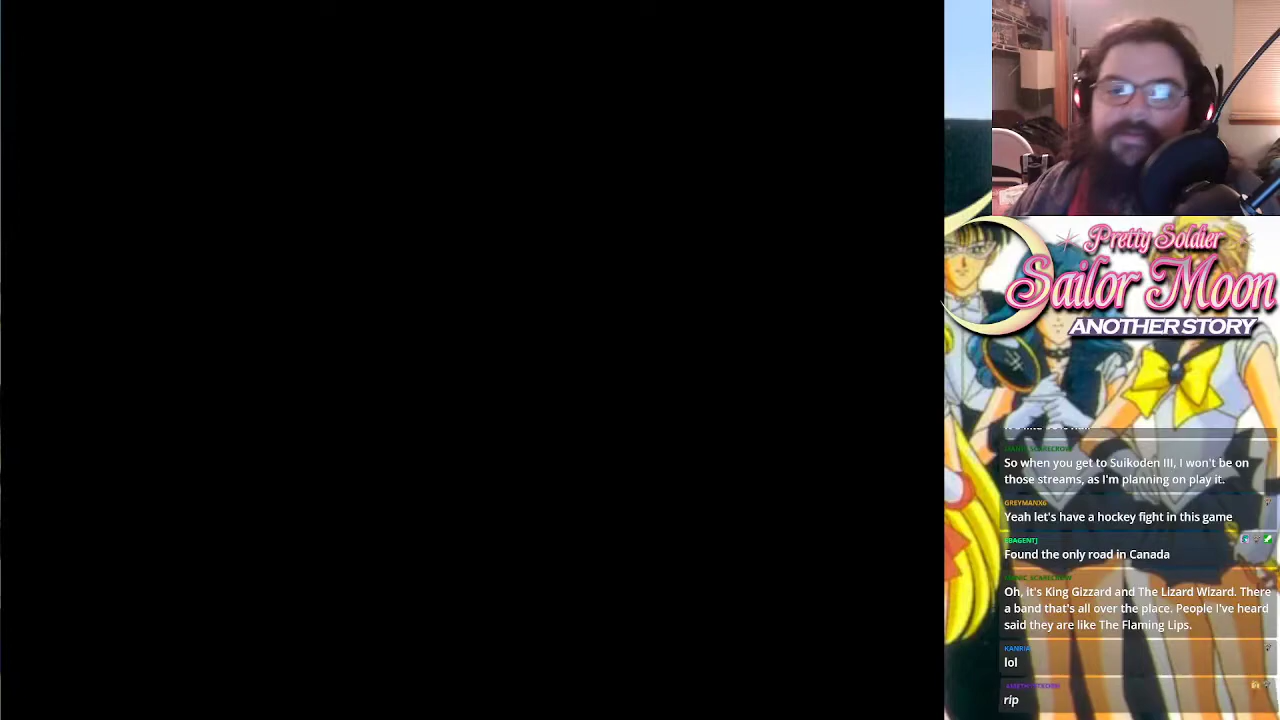 Pretty Soldier
Sailor Moon
ANOTHER STORY
So when you get to Suikoden III, I won't be on
those streams, as I'm planning on play it.
GREYMANX6
Yeah let's have a hockey fight in this game
Found the only road in Canada
Oh, it's King Gizzard and The Lizard Wizard. There
a band that's all over the place. People I've heard
said they are like The Flaming Lips.
KANRIA
lol
rip